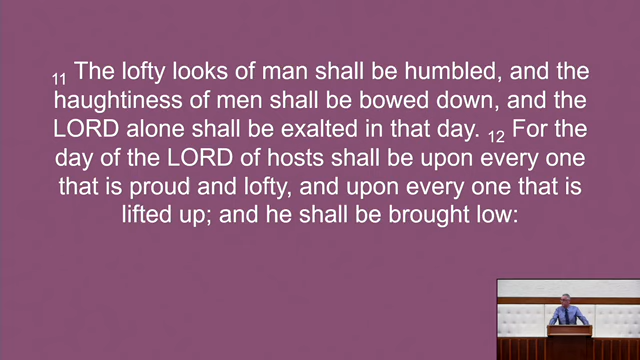 11 The lofty looks of man shall be humbled, and the
haughtiness of men shall be bowed down, and the
LORD alone shall be exalted in that day. 12 For the
day of the LORD of hosts shall be upon every one
that is proud and lofty, and upon every one that is
lifted up; and he shall be brought low: